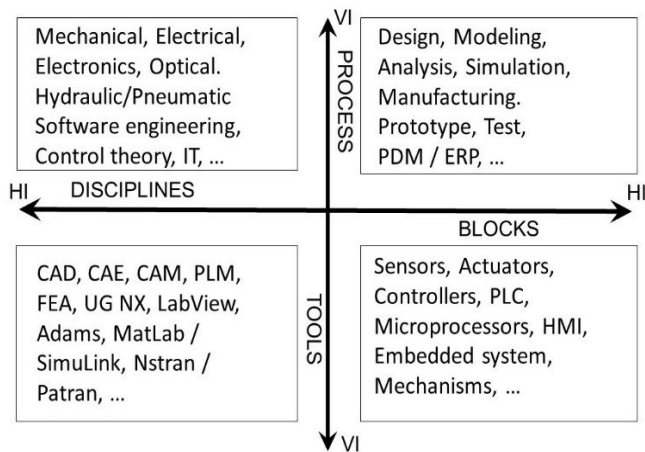 VI
Mechanical, Electrical,
Electronics, Optical.
Hydraulic/Pneumatic
Software engineering,
Control theory, IT, ...
PROCESS
Design, Modeling,
Analysis, Simulation,
Manufacturing.
Prototype, Test,
PDM / ERP, ...
HI
DISCIPLINES
HI
BLOCKS
CAD, CAE, CAM, PLM,
FEA, UG NX, LabView,
Adams, MatLab /
SimuLink, Nstran /
Patran, ...
TOOLS
Sensors, Actuators,
Controllers, PLC,
Microprocessors, HMI,
Embedded system,
Mechanisms, ...
VI